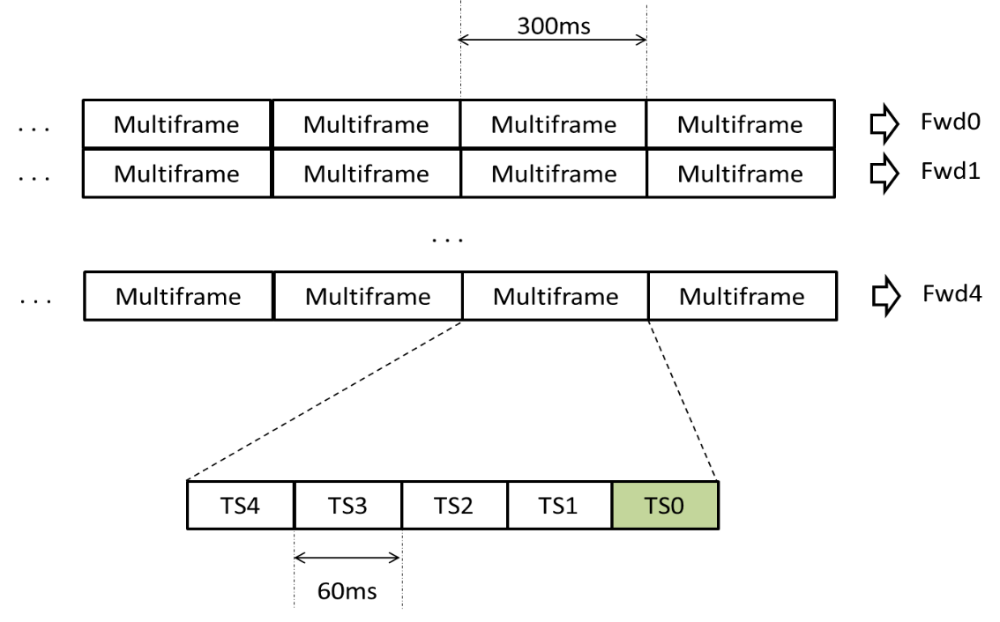 300ms
. . . Multiframe Multiframe Multiframe Multiframe Fwd0
. . . Multiframe Multiframe Multiframe Multiframe Fwd1
. . .
. . . Multiframe Multiframe Multiframe Multiframe Fwd4
TS4 TS3 TS2 TS1 TS0
60ms